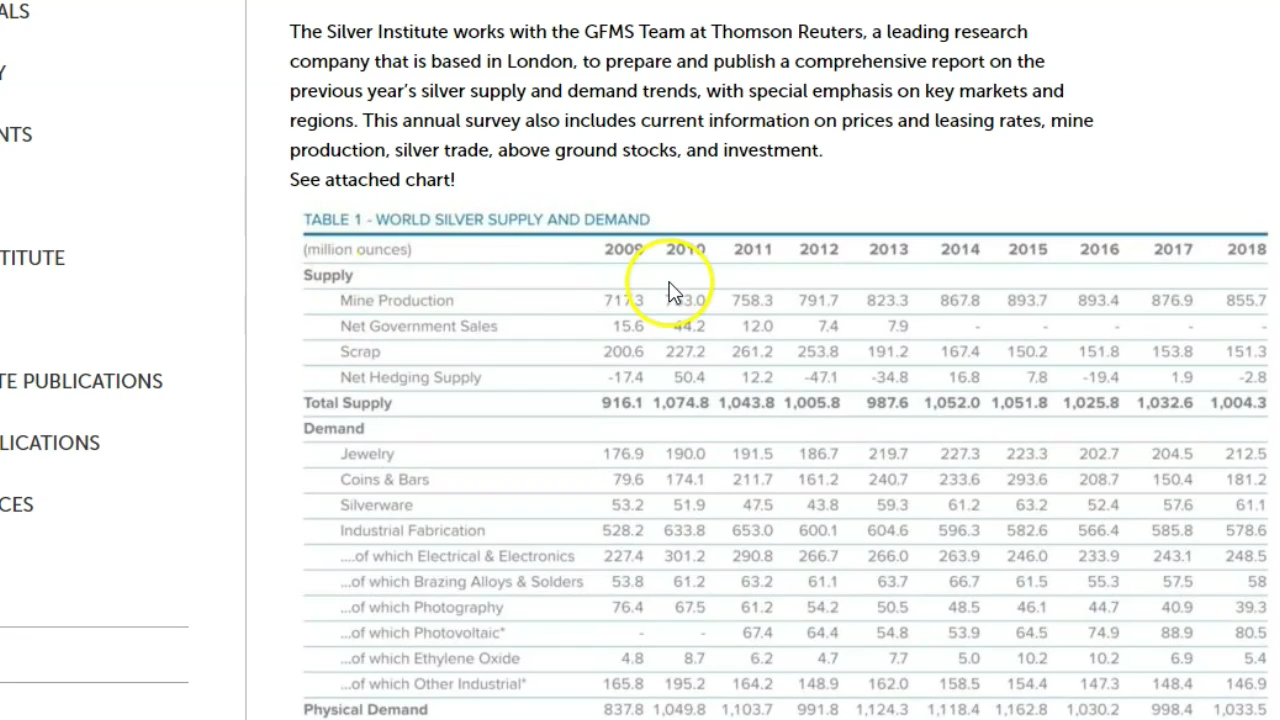 ALS
Y
NTS
TITUTE
TE PUBLICATIONS
LICATIONS
CES
The Silver Institute works with the GFMS Team at Thomson Reuters, a leading research
company that is based in London, to prepare and publish a comprehensive report on the
previous year's silver supply and demand trends, with special emphasis on key markets and
regions. This annual survey also includes current information on prices and leasing rates, mine
production, silver trade, above ground stocks, and investment.
See attached chart!
TABLE 1 - WORLD SILVER SUPPLY AND DEMAND
(million ounces) 2009 2010 2011 2012 2013 2014 2015 2016 2017 2018
Supply
Mine Production 717.3 758.3 791.7 823.3 867.8 893.7 893.4 876.9 855.7
Net Government Sales 15.6 44.2 12.0 7.4 7.9 - - - - -
Scrap 200.6 227.2 261.2 253.8 191.2 167.4 150.2 151.8 153.8 151.3
Net Hedging Supply -17.4 50.4 12.2 -47.1 -34.8 16.8 7.8 -19.4 1.9 -2.8
Total Supply 916.1 1,074.8 1,043.8 1,005.8 987.6 1,052.0 1,051.8 1,025.8 1,032.6 1,004.3
Demand
Jewelry 176.9 190.0 191.5 186.7 219.7 227.3 223.3 202.7 204.5 212.5
Coins & Bars 79.6 174.1 211.7 161.2 240.7 233.6 293.6 208.7 150.4 181.2
Silverware 53.2 51.9 47.5 43.8 59.3 61.2 63.2 52.4 57.6 61.1
Industrial Fabrication 528.2 633.8 653.0 600.1 604.6 596.3 582.6 566.4 585.8 578.6
....of which Electrical & Electronics 227.4 301.2 290.8 266.7 266.0 263.9 246.0 233.9 243.1 248.5
...of which Brazing Alloys & Solders 53.8 61.2 63.2 61.1 63.7 66.7 61.5 55.3 57.5 58
...of which Photography 76.4 67.5 61.2 54.2 50.5 48.5 46.1 44.7 40.9 39.3
...of which Photovoltaic* - - 67.4 64.4 54.8 53.9 64.5 74.9 88.9 80.5
...of which Ethylene Oxide 4.8 8.7 6.2 4.7 7.7 5.0 10.2 10.2 6.9 5.4
...of which Other Industrial* 165.8 195.2 164.2 148.9 162.0 158.5 154.4 147.3 148.4 146.9
Physical Demand 837.8 1,049.8 1,103.7 991.8 1,124.3 1,118.4 1,162.8 1,030.2 998.4 1,033.5